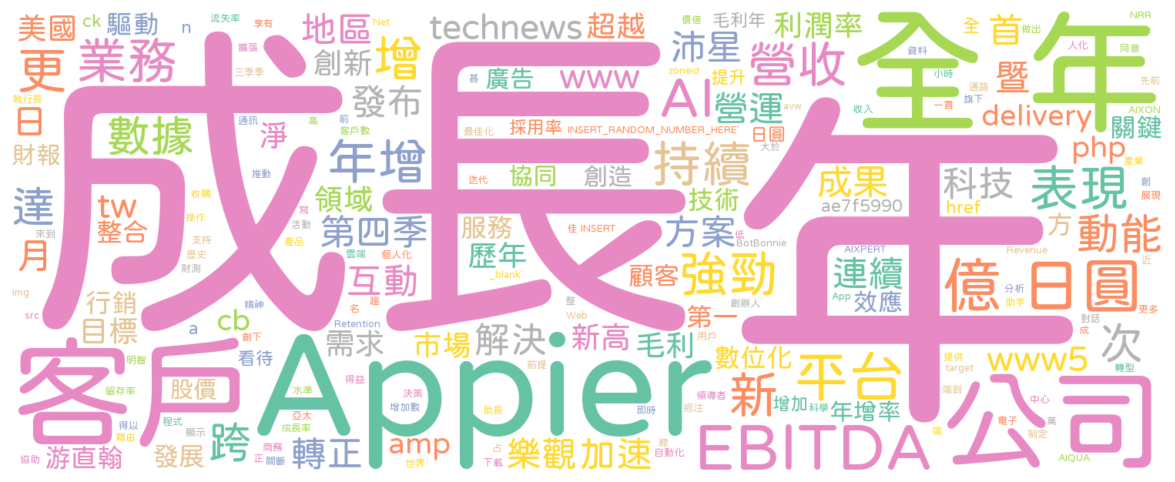 成長
年
Appier
客戶
公司
全年
EBITDA
億
日圓
平台
持續
強勁
表現
營收
AI
業務
年增
第四季
增
更
數據
發布
地區
驅動
美國
ck
n
流失率
享有
Net
擴張
三季季
創新
執行長
technews
超越
毛利年
利潤率
沛星
www
廣告
zoneid
提升
營運
avw
採用率
INSERT_RANDOM_NUMBER_HERE'
日圓
大於
最佳化
價值
資料
小時
收入
一買
通路
旗下
全
首
做出
NRR
人化
同意
先前
AIXON
暨
delivery
關鍵
php
產業
創
展現
日
財報
通訊
前
高
客戶數
淨
推動
達
tw
整合
來到
月
收購
操作
支持
歷史
財測
寫
活動
產品
雲端
個人化
領域
協同
創造
迭代
技術
成果
ae7f5990
科技
href
方
動能
服務
佳 INSERT
低
BotBonnie
方案
歷年
_blank
互動
趨
名
Retention
創辦人
整
Web
顧客
連續
AIXPERT
App
效應
Revenue
分析
助手
近
更多
對話
成
轉型
次
img
src
行銷
目標
a
cb
精神
創下
看待
需求
市場
解決
新高
毛利
第一
用戶
數位化
www5
提供
target
端到
明智
留存率
股價
得益
水準
決策
增加數
前提
領導者
即時
挹注
新
增加
科學
年增率
電子
中心
萬
制定
AIQUA
得以
藉由
程式
顯示
亞太
成長率
助長
游直翰
協助
發展
跨
商務
正
間斷
轉正
世界
amp
占
下載
樂觀
加速
自動化
端